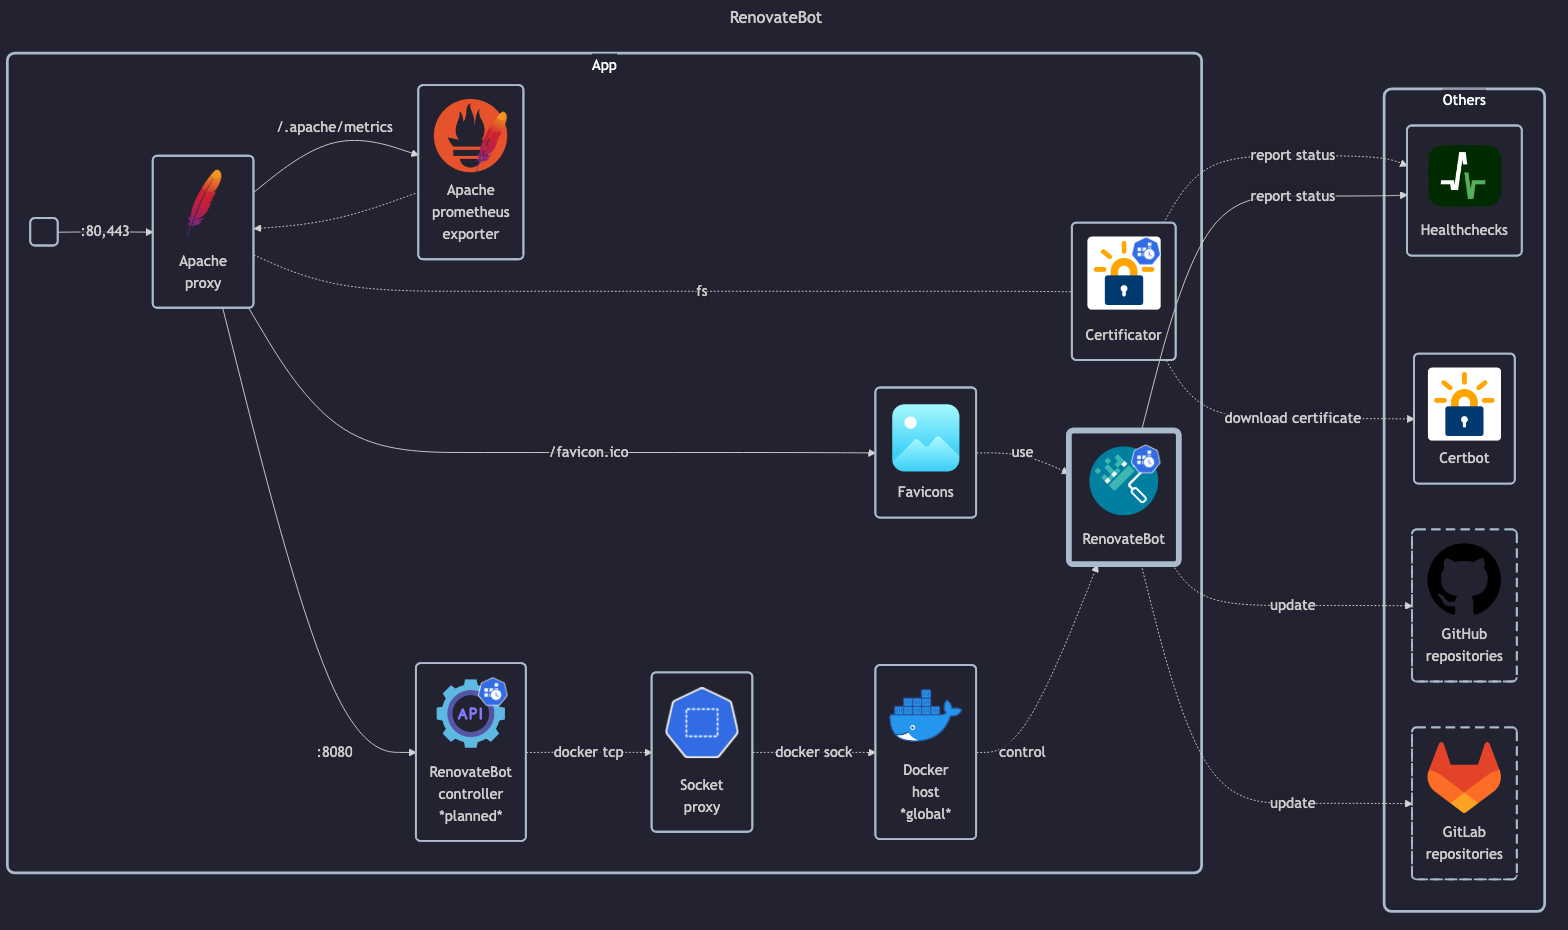 RenovateBot
App
Others
/.apache/metrics
Apache
prometheus
exporter
:80,443
Apache
proxy
fs
Certificator
report status
report status
Healthchecks
download certificate
Certbot
/favicon.ico
Favicons
use
RenovateBot
update
GitHub
repositories
:8080
API
RenovateBot
controller
*planned*
docker tcp
Socket
proxy
docker sock
Docker
host
*global*
control
update
GitLab
repositories